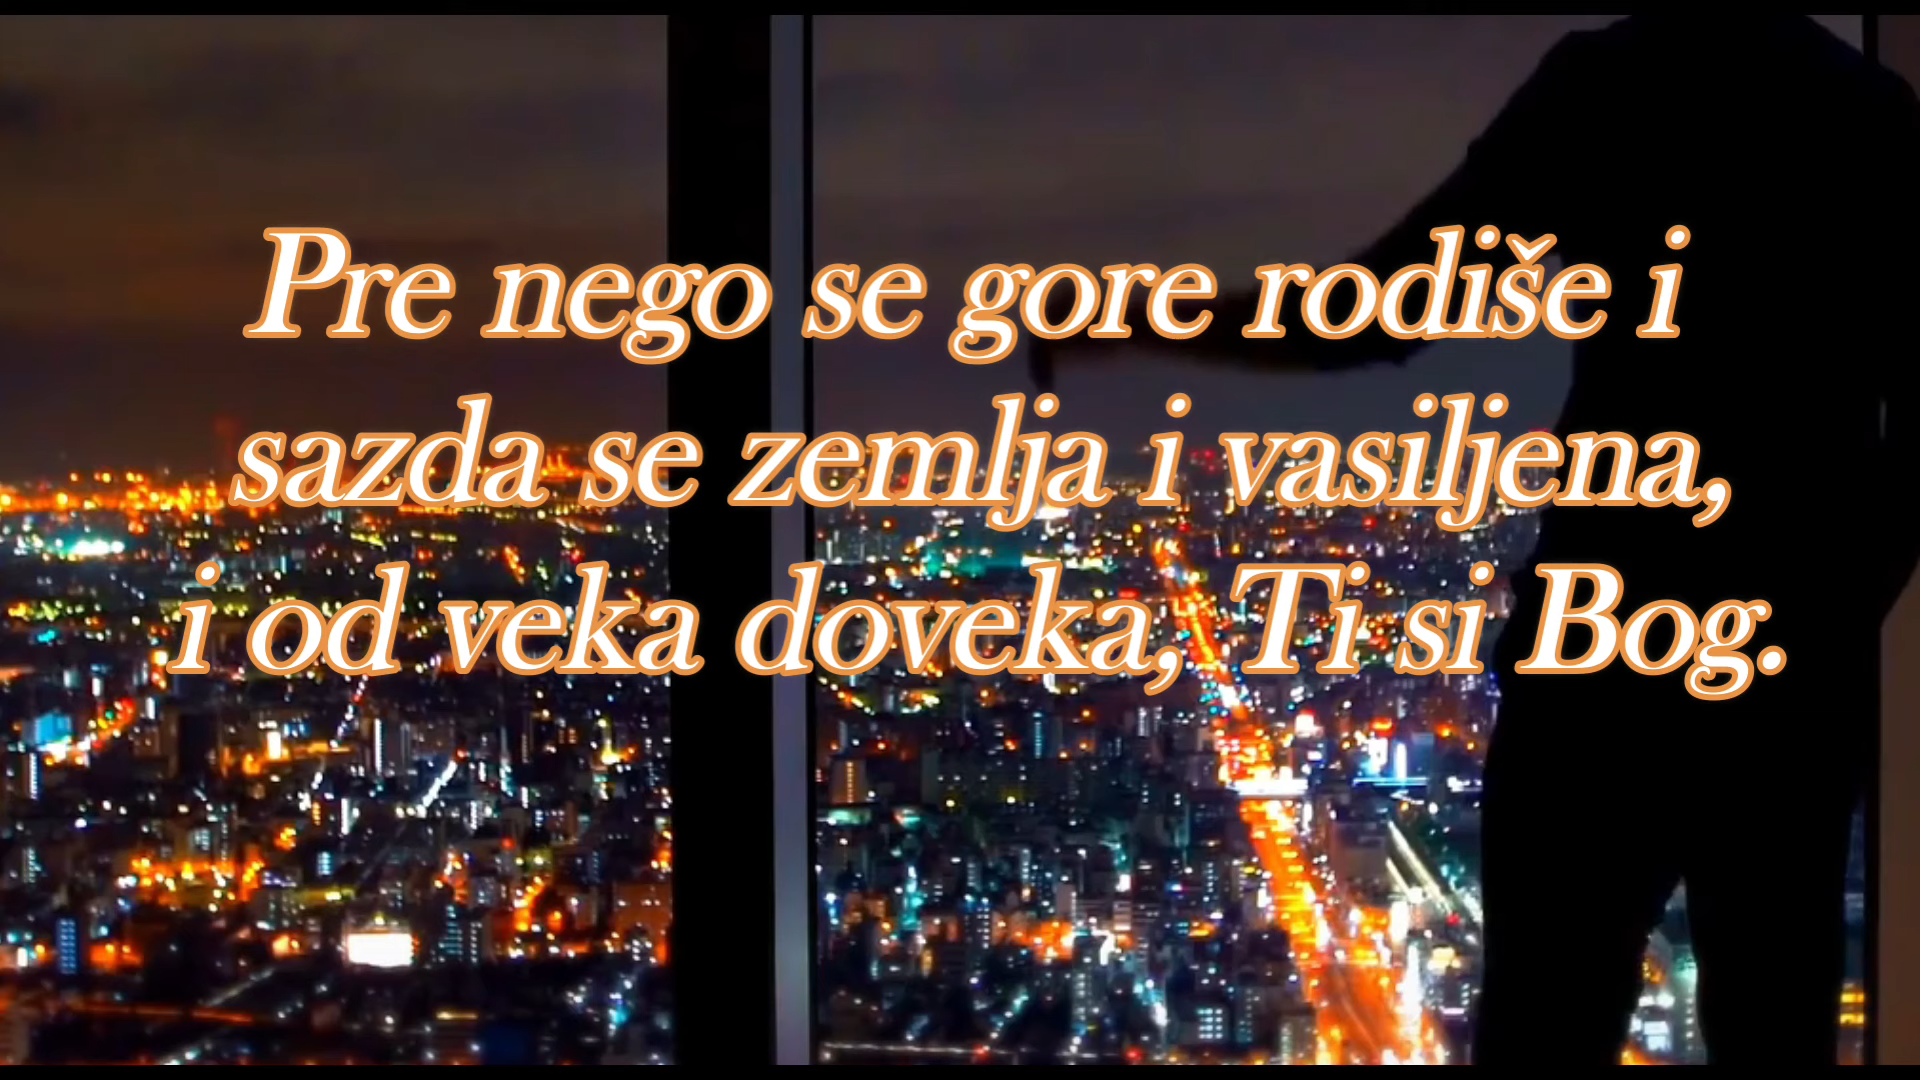 Pre nego se gore rodiše i
sazda se zemlja i vasiljena,
i od veka doveka, Ti si Bog.